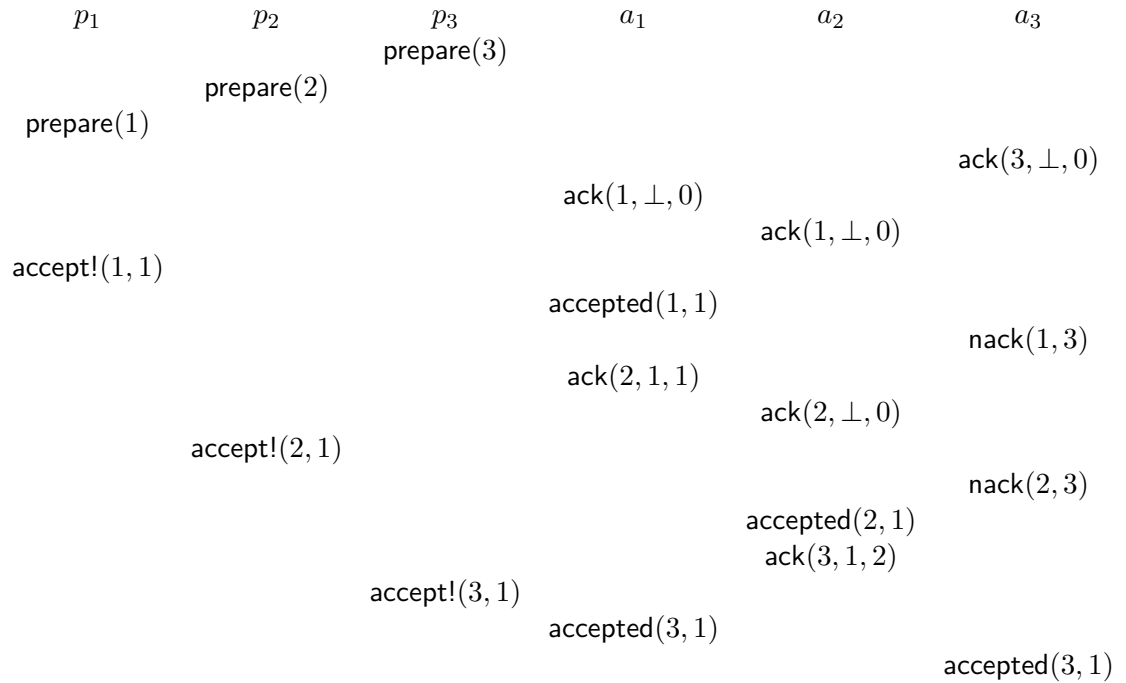 p₁ p₂ p₃ a₁ a₂ a₃
prepare(3)
prepare(2)
prepare(1)
ack(3, ⊥, 0)
ack(1, ⊥, 0)
ack(1, ⊥, 0)
accept!(1, 1)
accepted(1, 1)
nack(1, 3)
ack(2, 1, 1)
ack(2, ⊥, 0)
accept!(2, 1)
nack(2, 3)
accepted(2, 1)
ack(3, 1, 2)
accept!(3, 1)
accepted(3, 1)
accepted(3, 1)